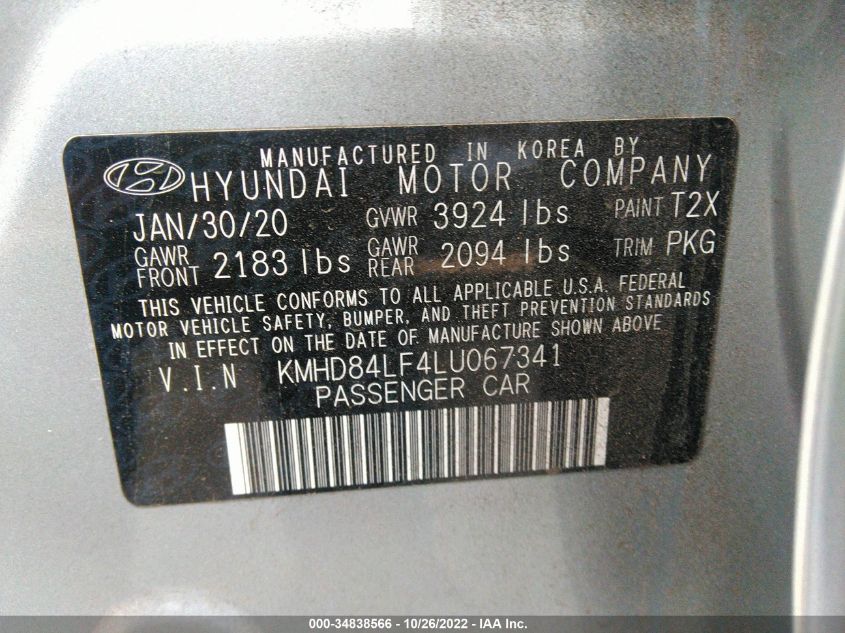 MANUFACTURED IN KOREA BY
HYUNDAI MOTOR COMPANY
JAN/30/20 GVWR 3924 lbs PAINT T2X
GAWR FRONT 2183 lbs GAWR REAR 2094 lbs TRIM PKG
THIS VEHICLE CONFORMS TO ALL APPLICABLE U.S.A. FEDERAL
MOTOR VEHICLE SAFETY, BUMPER, AND THEFT PREVENTION STANDARDS
IN EFFECT ON THE DATE OF MANUFACTURE SHOWN ABOVE
V.I.N KMHD84LF4LU067341
PASSENGER CAR
000-34838566 - 10/26/2022 - IAA Inc.